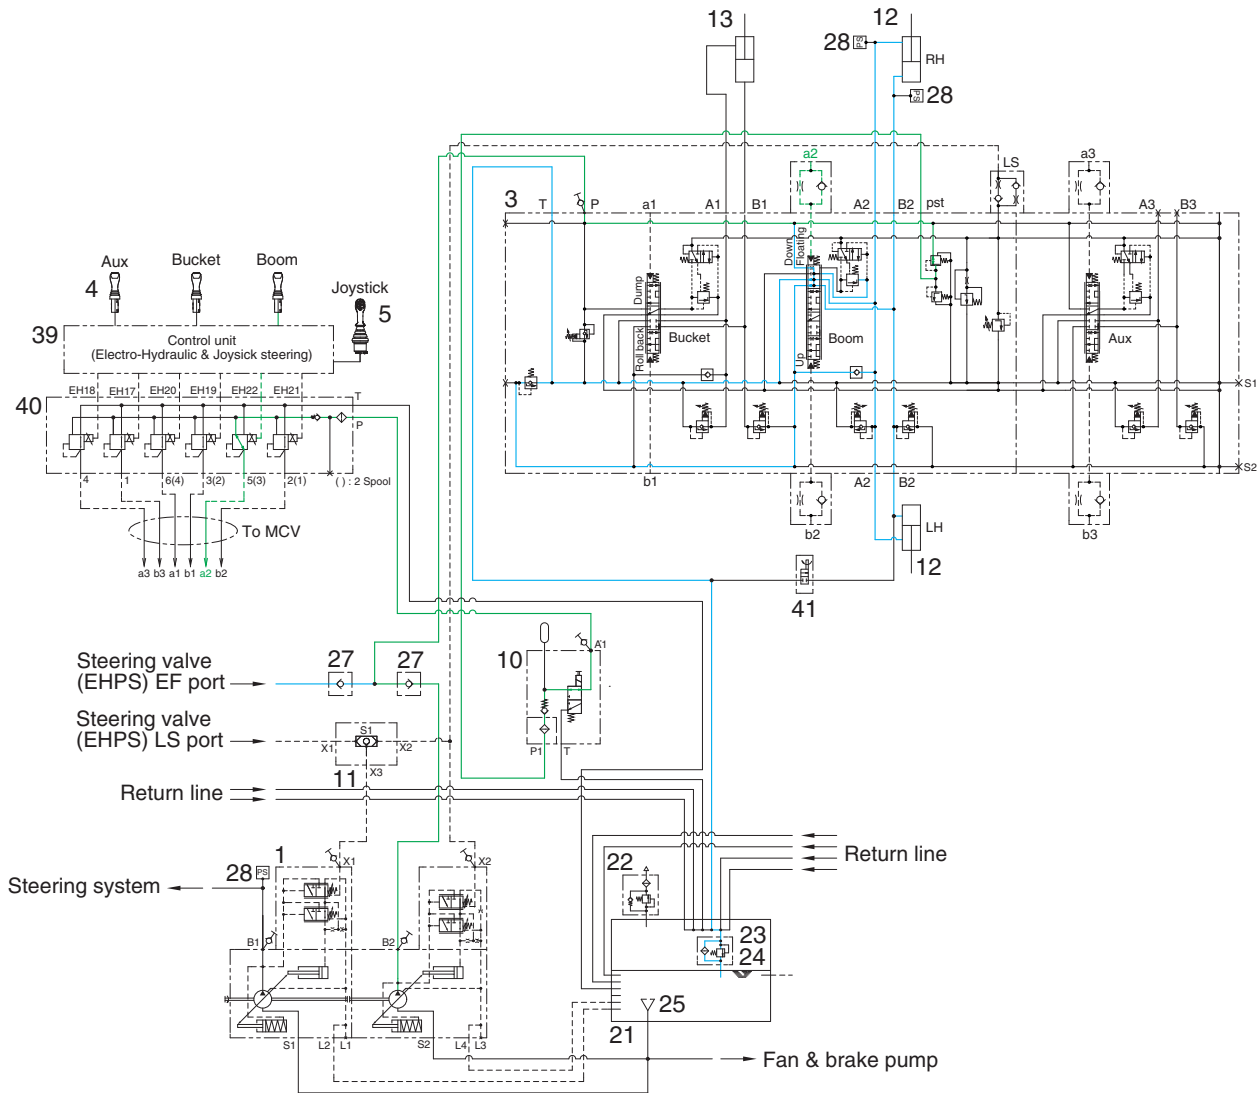 13
12
28
PS
RH
PS
28
a2
LS
a3
3
T
P
a1
A1
B1
A2
B2
pst
A3
B3
Down
Floating
Dump
Roll back
Bucket
Up
Boom
Aux
S1
S2
b1
A2
B2
b2
b3
LH
12
41
Aux
Bucket
Boom
4
Joystick
5
39
Control unit
(Electro-Hydraulic & Joysick steering)
EH18
EH17
EH20
EH19
EH22
EH21
40
T
P
4
1
6(4)
3(2)
5(3)
2(1)
( ) : 2 Spool
To MCV
a3
b3
a1
b1
a2
b2
10
A1
P1
T
Steering valve
(EHPS) EF port
27
27
Steering valve
(EHPS) LS port
S1
X1
X2
X3
11
Return line
1
28
PS
X1
X2
Steering system
B1
B2
S1
L2
L1
S2
L4
L3
22
Return line
23
24
25
21
Fan & brake pump